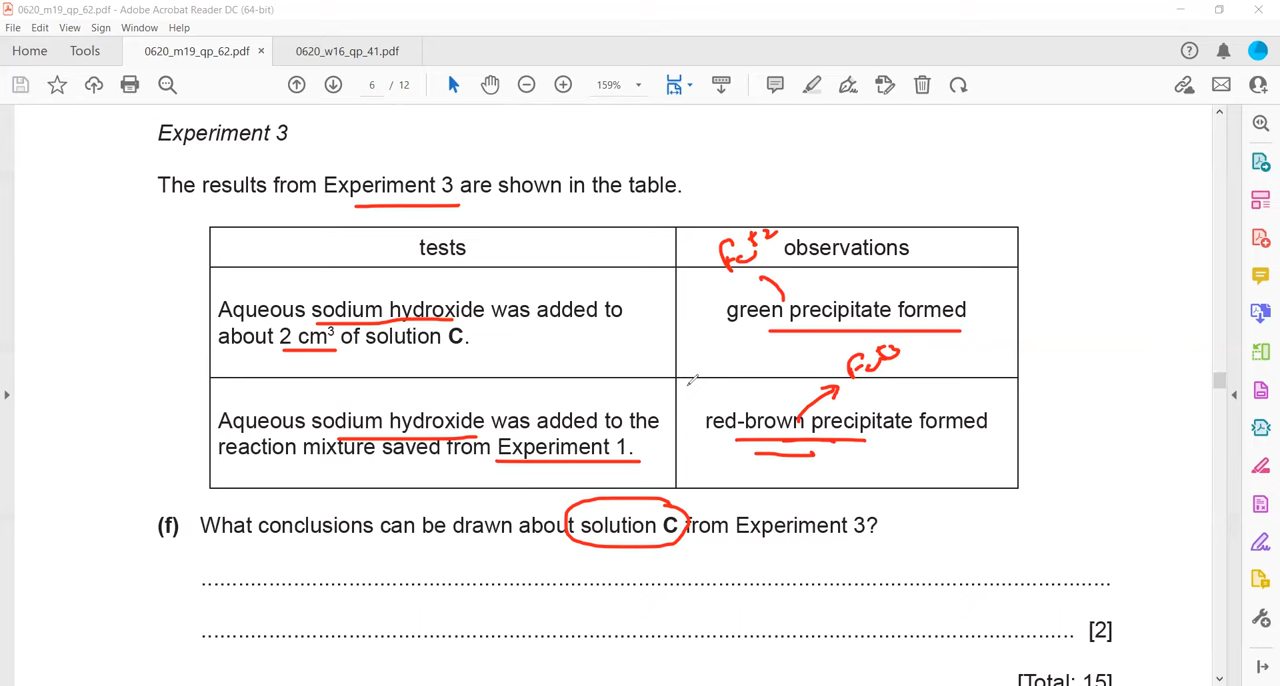 0620_m19_qp_62.pdf - Adobe Acrobat Reader DC (64-bit)
File Edit View Sign Window Help
Home Tools 0620_m19_qp_62.pdf × 0620_w16_qp_41.pdf
6 / 12 159%
Experiment 3
The results from Experiment 3 are shown in the table.
tests
observations
Fe+2
Aqueous sodium hydroxide was added to
about 2 cm³ of solution C.
green precipitate formed
Fe+3
Aqueous sodium hydroxide was added to the
reaction mixture saved from Experiment 1.
red-brown precipitate formed
(f) What conclusions can be drawn about solution C from Experiment 3?
..........................................................................................................................
.................................................................................................................... [2]
[Total: 15]